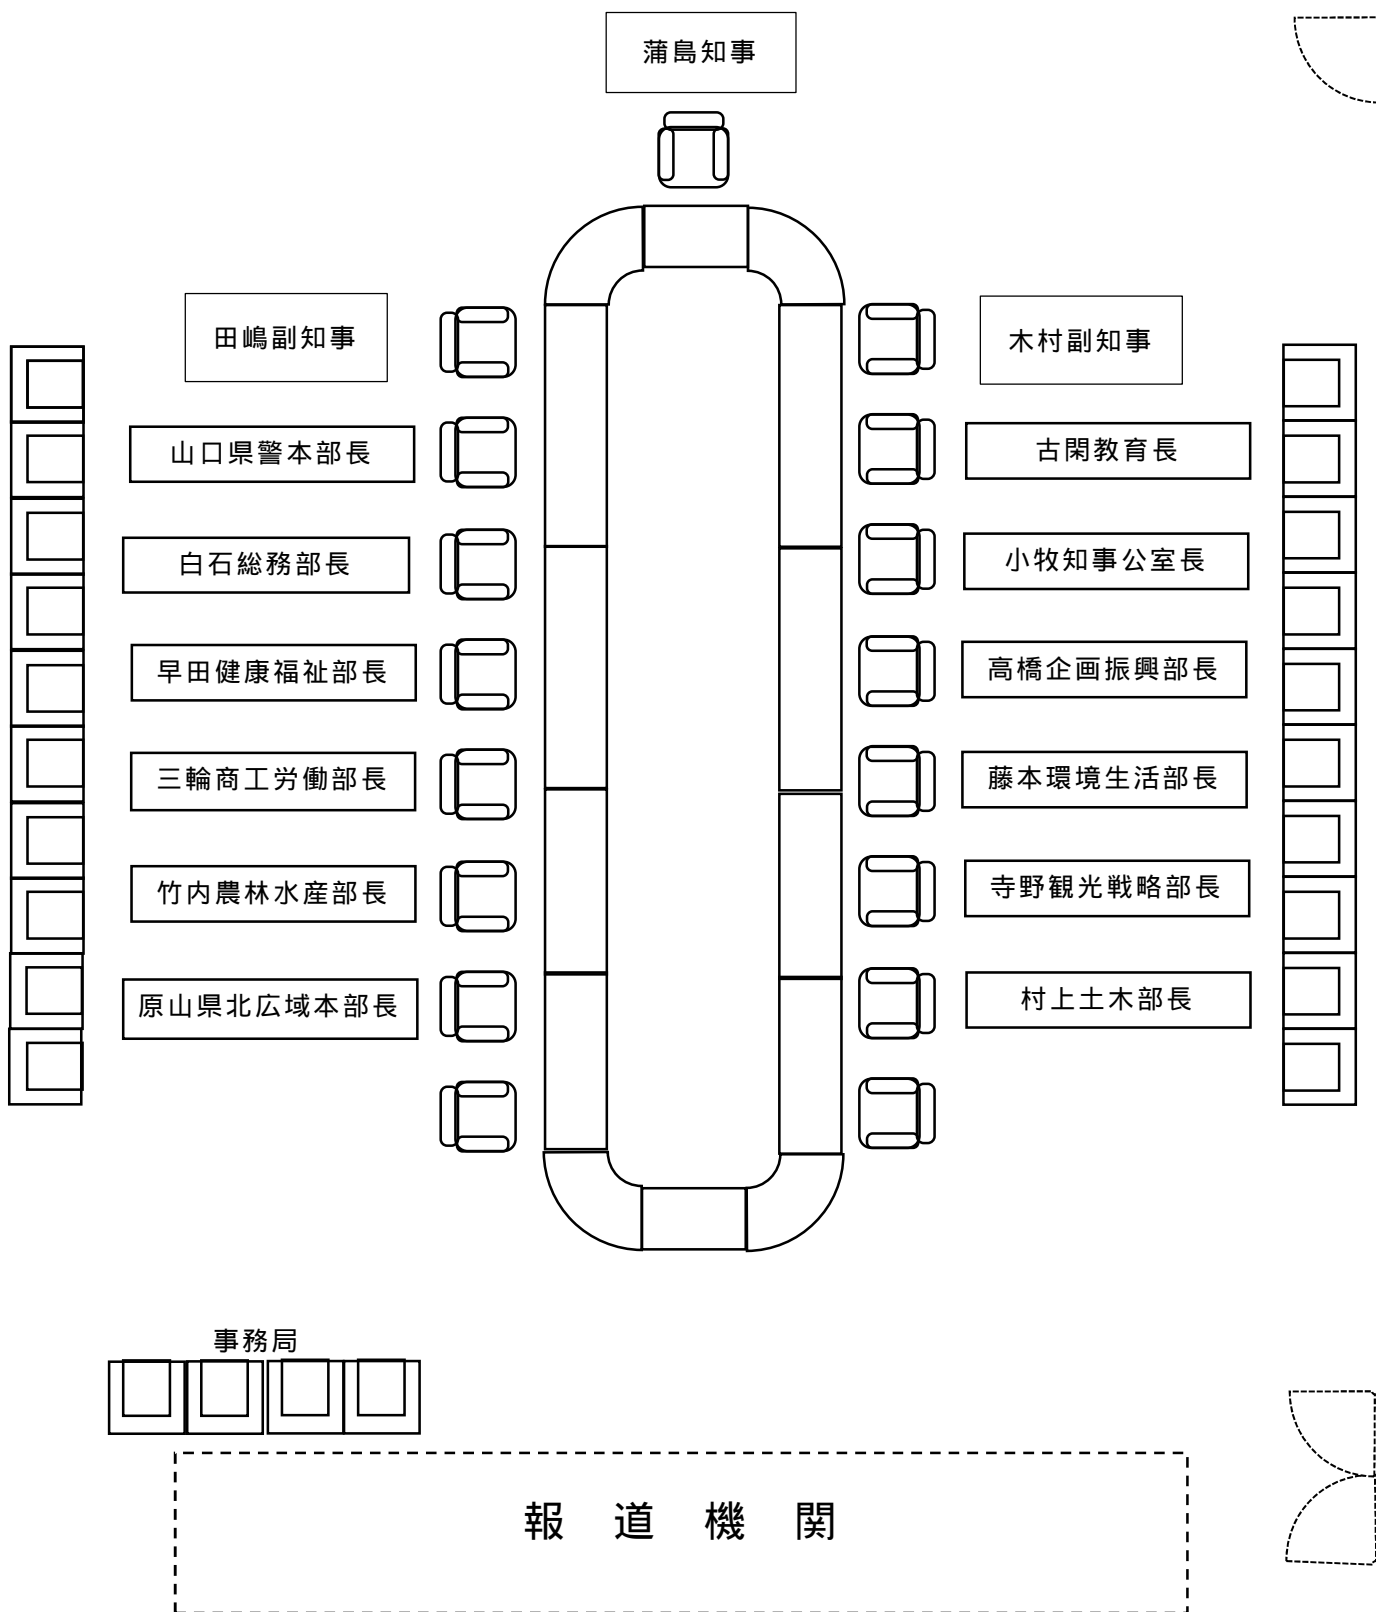 蒲島知事
田嶋副知事
木村副知事
山口県警本部長
古閑教育長
白石総務部長
小牧知事公室長
早田健康福祉部長
高橋企画振興部長
三輪商工労働部長
藤本環境生活部長
竹内農林水産部長
寺野観光戦略部長
原山県北広域本部長
村上土木部長
事務局
報道機関